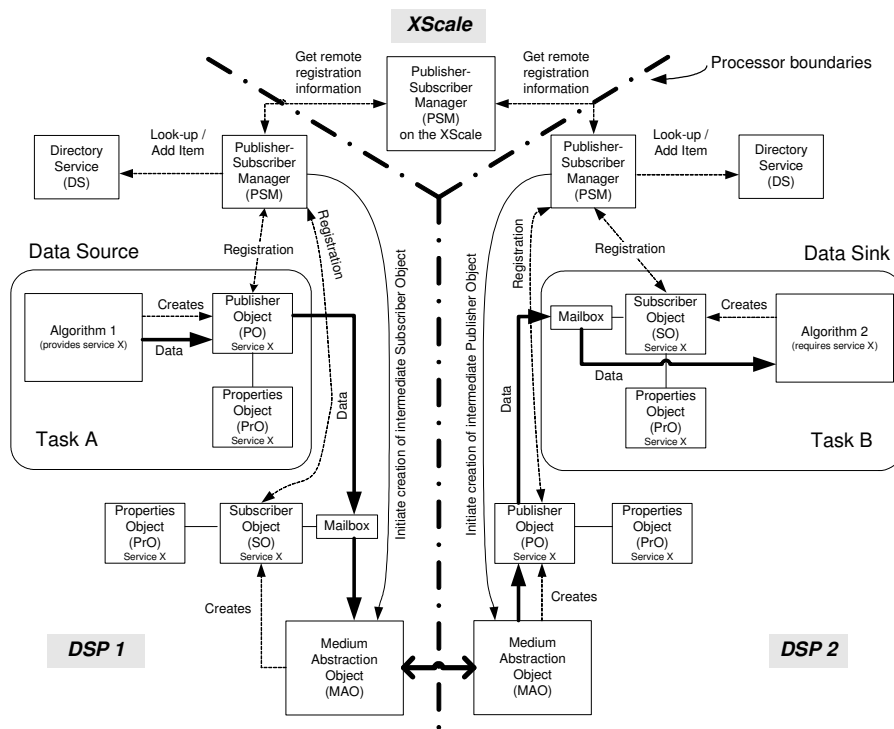 XScale
Get remote
registration
information
Publisher-
Subscriber
Manager
(PSM)
on the XScale
Get remote
registration
information
Processor boundaries
Directory
Service
(DS)
Look-up /
Add Item
Publisher-
Subscriber
Manager
(PSM)
Publisher-
Subscriber
Manager
(PSM)
Look-up /
Add Item
Directory
Service
(DS)
Registration
Registration
Registration
Registration
Data Source
Data Sink
Algorithm 1
(provides service X)
Creates
Data
Publisher
Object
(PO)
Service X
Properties
Object
(PrO)
Service X
Task A
Data
Initiate creation of intermediate Subscriber Object
Initiate creation of intermediate Publisher Object
Data
Mailbox
Subscriber
Object
(SO)
Service X
Creates
Algorithm 2
(requires service X)
Data
Properties
Object
(PrO)
Service X
Task B
Properties
Object
(PrO)
Service X
Subscriber
Object
(SO)
Service X
Mailbox
Publisher
Object
(PO)
Service X
Properties
Object
(PrO)
Service X
Creates
Creates
DSP 1
Medium
Abstraction
Object
(MAO)
Medium
Abstraction
Object
(MAO)
DSP 2